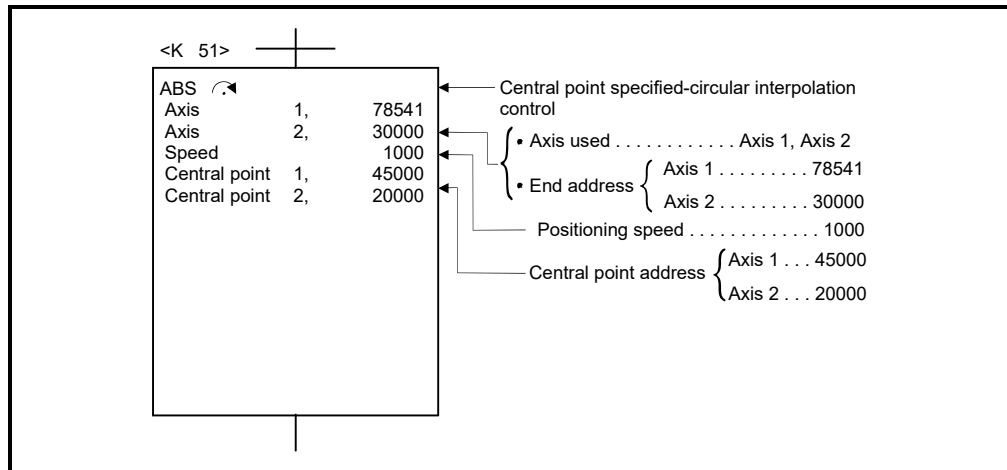 <K 51>
ABS
Axis 1, 78541
Axis 2, 30000
Speed 1000
Central point 1, 45000
Central point 2, 20000
Central point specified-circular interpolation
control
• Axis used . . . . . . . . . . . . Axis 1, Axis 2
• End address
Axis 1 . . . . . . . . . 78541
Axis 2 . . . . . . . . . 30000
Positioning speed . . . . . . . . . . . . . 1000
Central point address
Axis 1 . . . 45000
Axis 2 . . . 20000